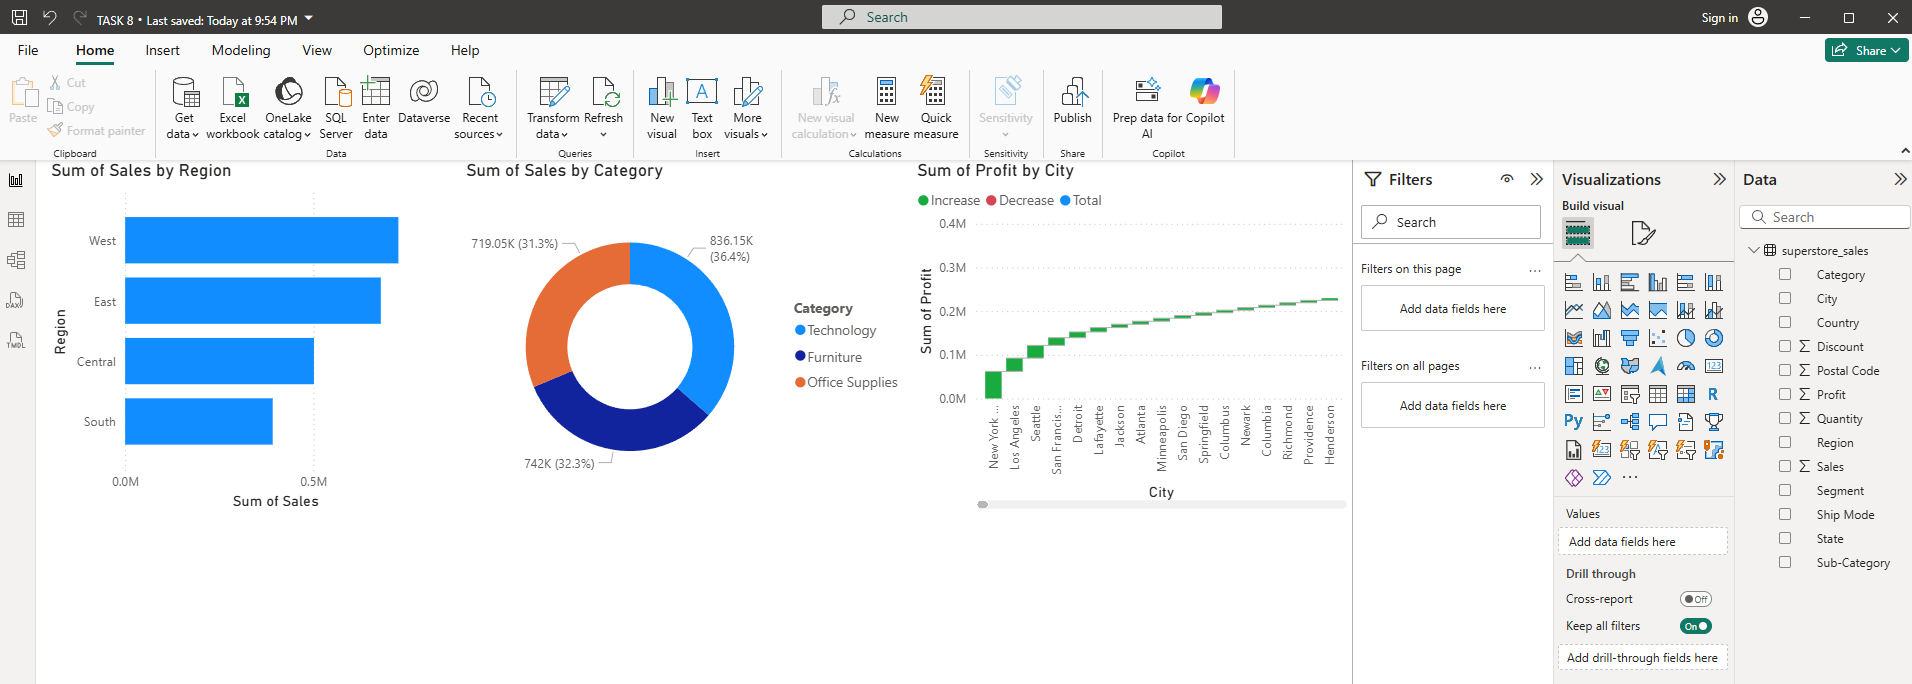 TASK 8 • Last saved: Today at 9:54 PM
Search
Sign in
File Home Insert Modeling View Optimize Help
Share
Paste
Cut
Copy
Format painter
Clipboard
Get data
Excel workbook
OneLake catalog
SQL Server
Enter data
Dataverse
Recent sources
Data
Transform data
Refresh
Queries
New visual
Text box
More visuals
Insert
New visual calculation
New measure
Quick measure
Calculations
Sensitivity
Sensitivity
Publish
Share
Prep data for AI
Copilot
Copilot
Sum of Sales by Region
Region
West
East
Central
South
0.0M 0.5M
Sum of Sales
Sum of Sales by Category
719.05K (31.3%)
836.15K
(36.4%)
742K (32.3%)
Category
Technology
Furniture
Office Supplies
Sum of Profit by City
Increase Decrease Total
Sum of Profit
0.4M
0.3M
0.2M
0.1M
0.0M
New York ...
Los Angeles
Seattle
San Francis...
Detroit
Lafayette
Jackson
Atlanta
Minneapolis
San Diego
Springfield
Columbus
Newark
Columbia
Richmond
Providence
Henderson
City
Filters
Search
Filters on this page
...
Add data fields here
Filters on all pages
...
Add data fields here
Visualizations
Build visual
123
R
Py
...
Values
Add data fields here
Drill through
Cross-report Off
Keep all filters On
Add drill-through fields here
Data
Search
superstore_sales
Category
City
Country
Σ Discount
Σ Postal Code
Σ Profit
Σ Quantity
Region
Σ Sales
Segment
Ship Mode
State
Sub-Category
DAX
TMDL